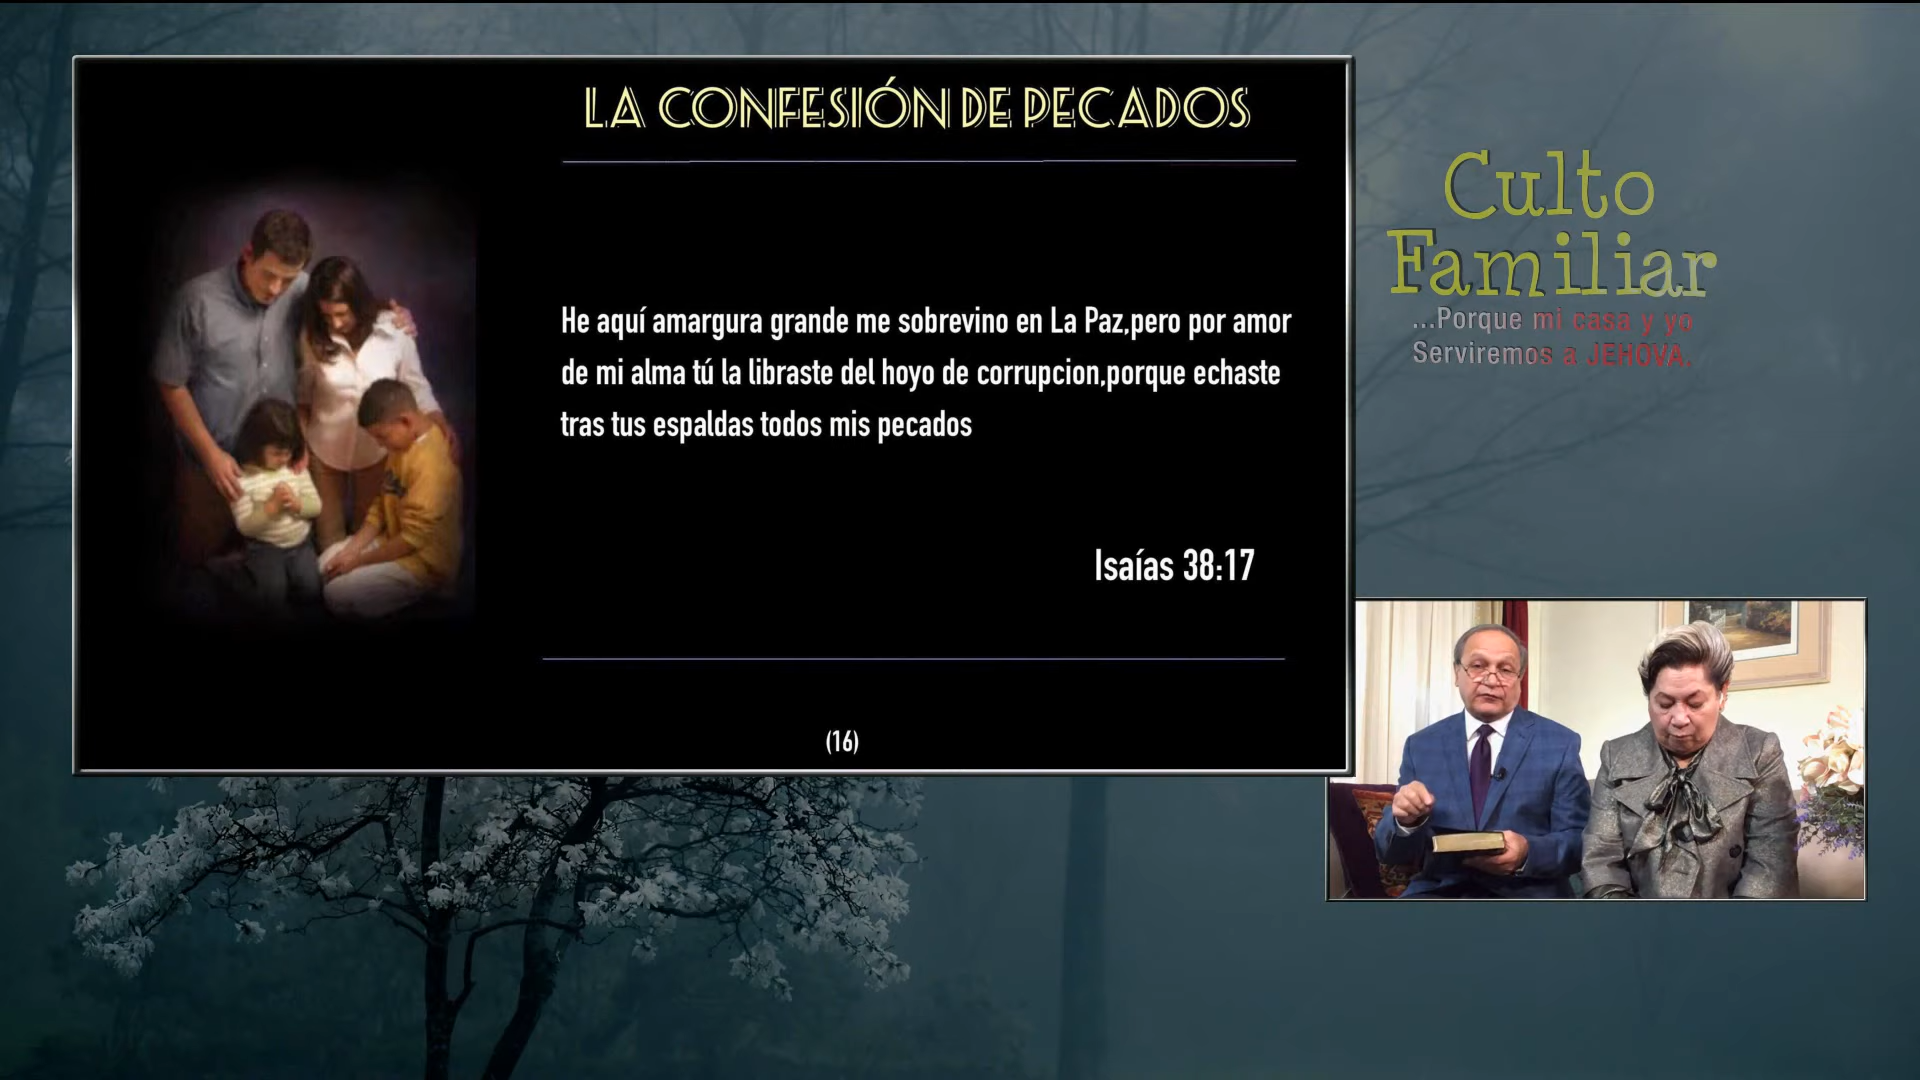 LA CONFESIÓN DE PECADOS
He aquí amargura grande me sobrevino en La Paz,pero por amor
de mi alma tú la libraste del hoyo de corrupcion,porque echaste
tras tus espaldas todos mis pecados
Isaías 38:17
(16)
Culto
Familiar
...Porque mi casa y yo
Serviremos a JEHOVA.